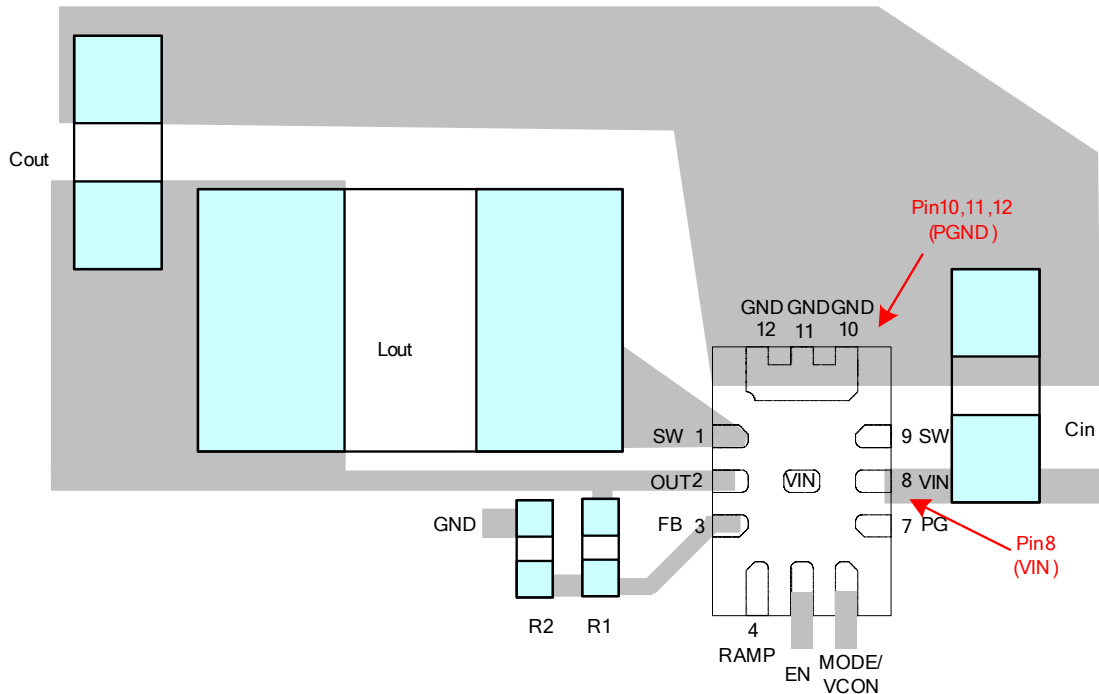 Cout
Pin10,11,12
(PGND)
GND GND GND
12 11 10
Lout
SW 1
9 SW
Cin
OUT 2
VIN
8 VIN
GND
FB 3
7 PG
Pin8
(VIN)
R2
R1
4
RAMP
EN
MODE/
VCON